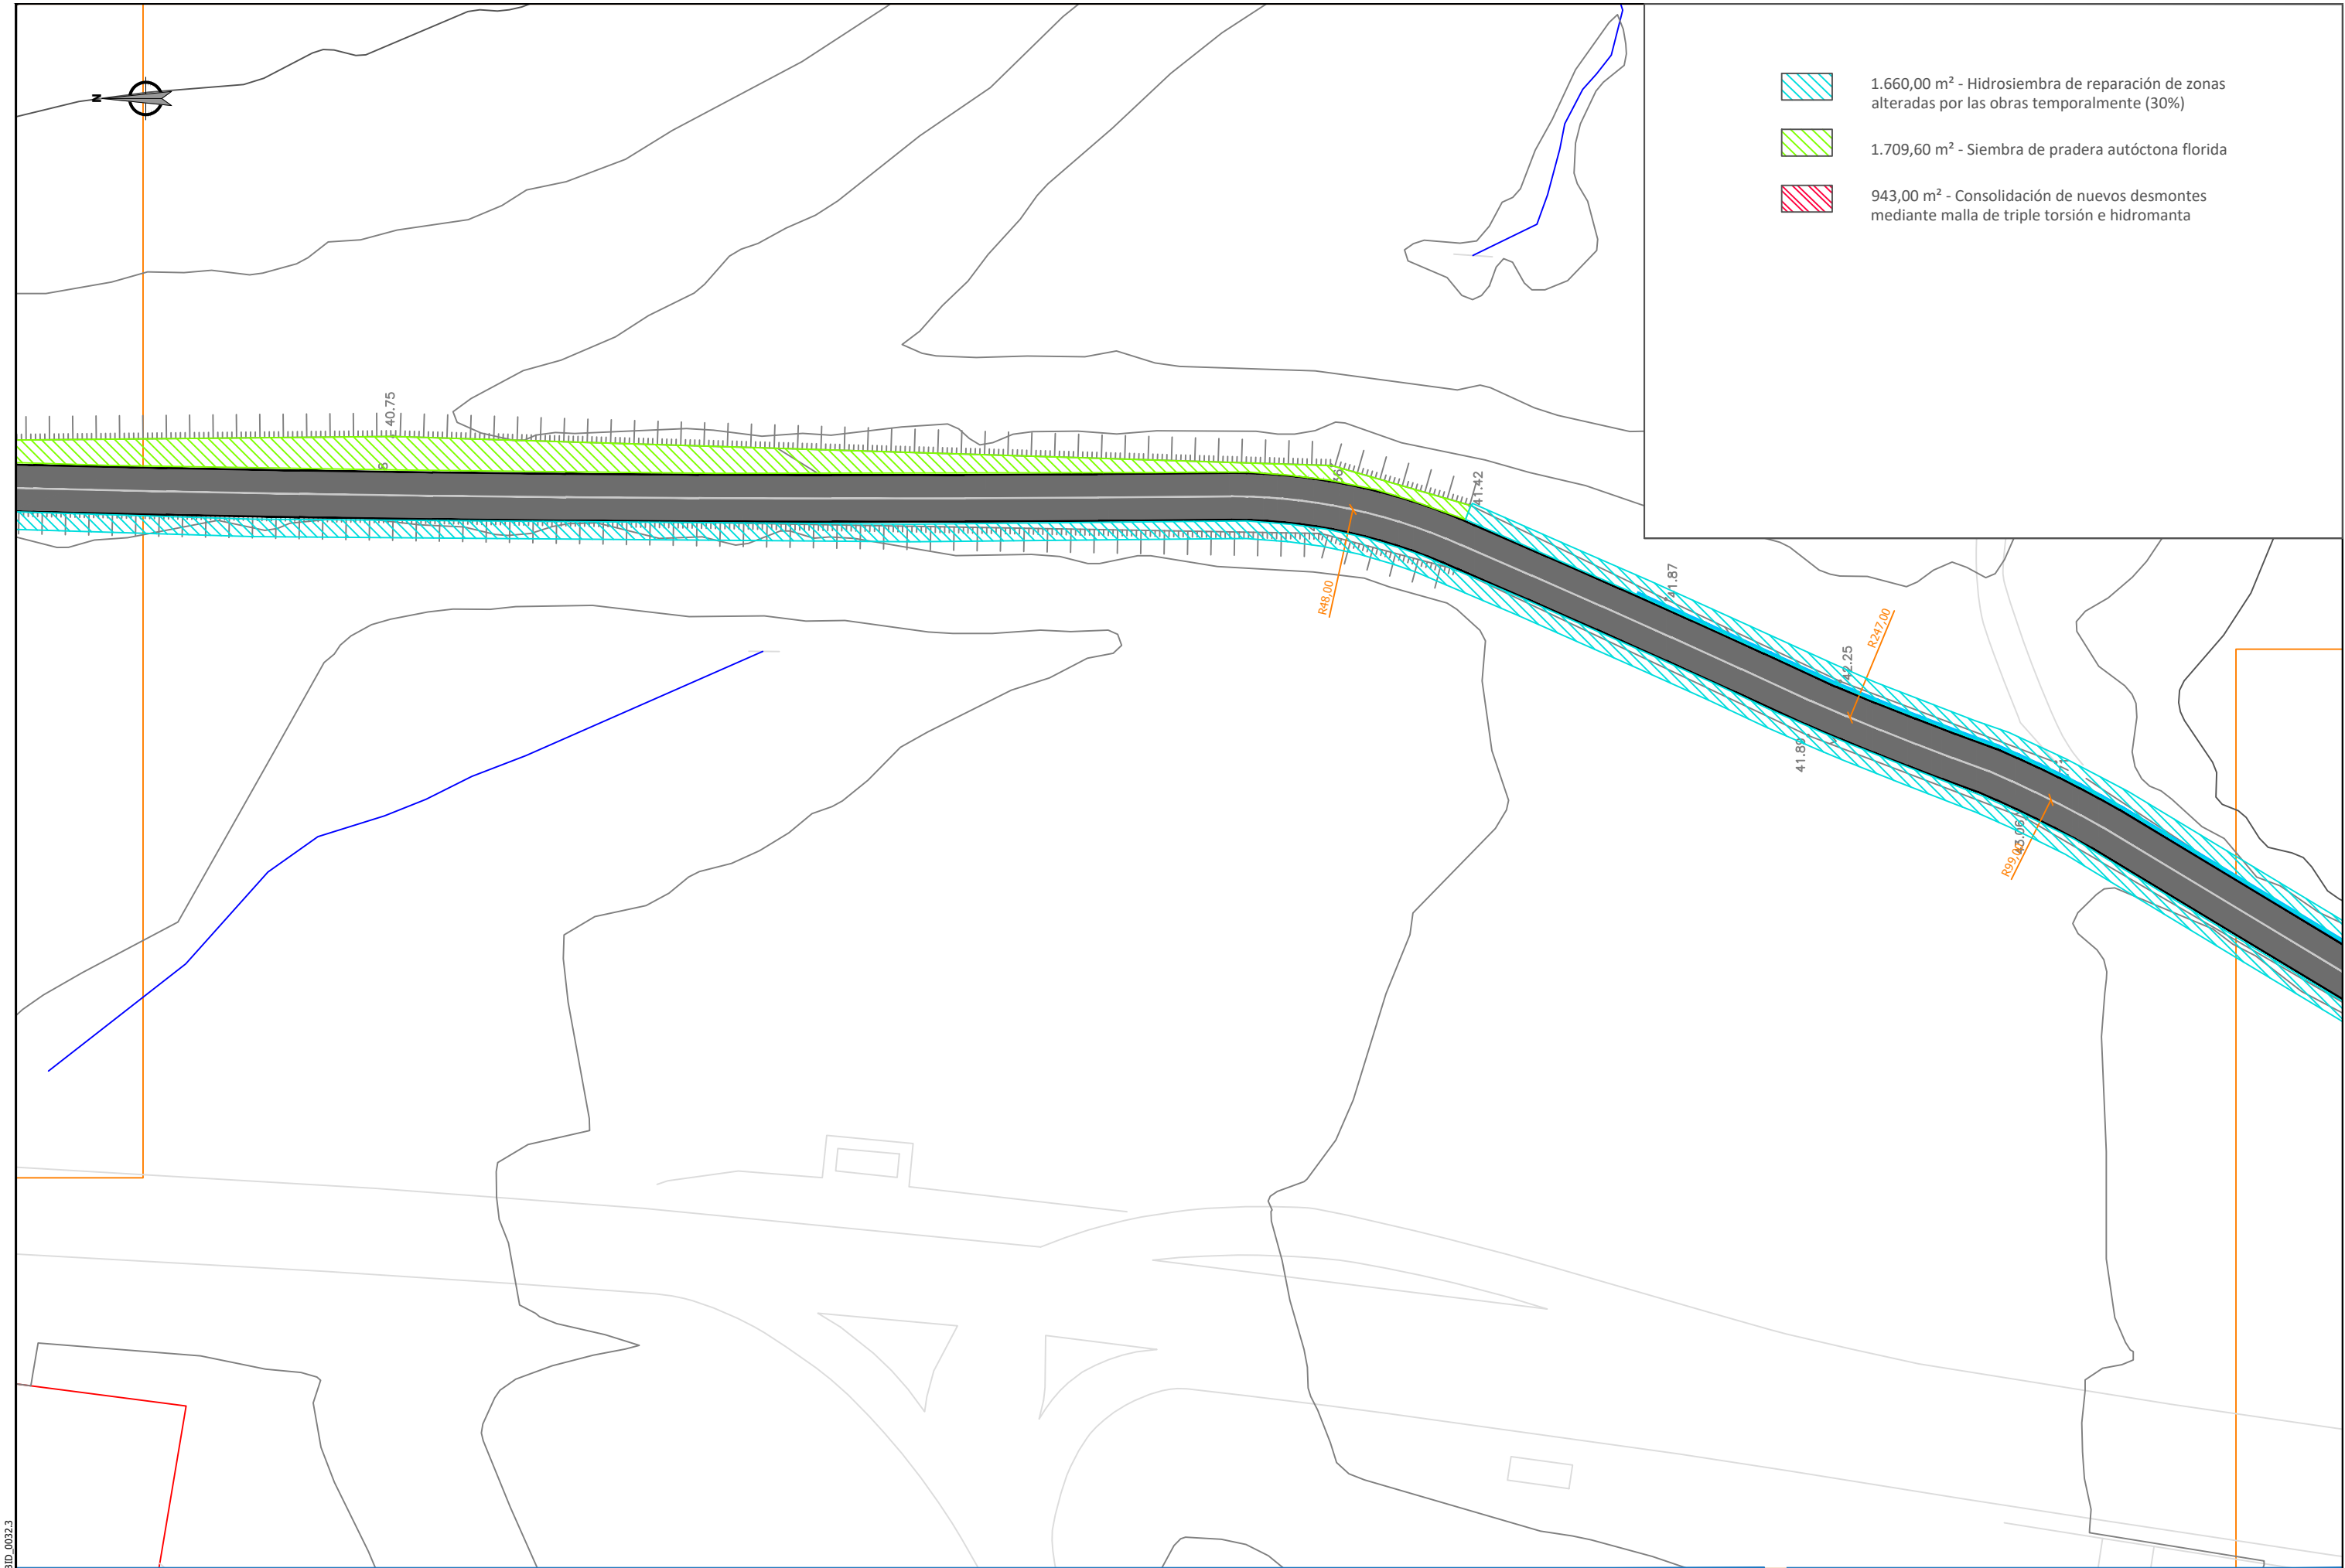 N
1.660,00 m² - Hidrosiembra de reparación de zonas
alteradas por las obras temporalmente (30%)
1.709,60 m² - Siembra de pradera autóctona florida
943,00 m² - Consolidación de nuevos desmontes
mediante malla de triple torsión e hidromanta
40.75
8
41.42
R48,00
41.87
R247,00
42.25
41.89
71